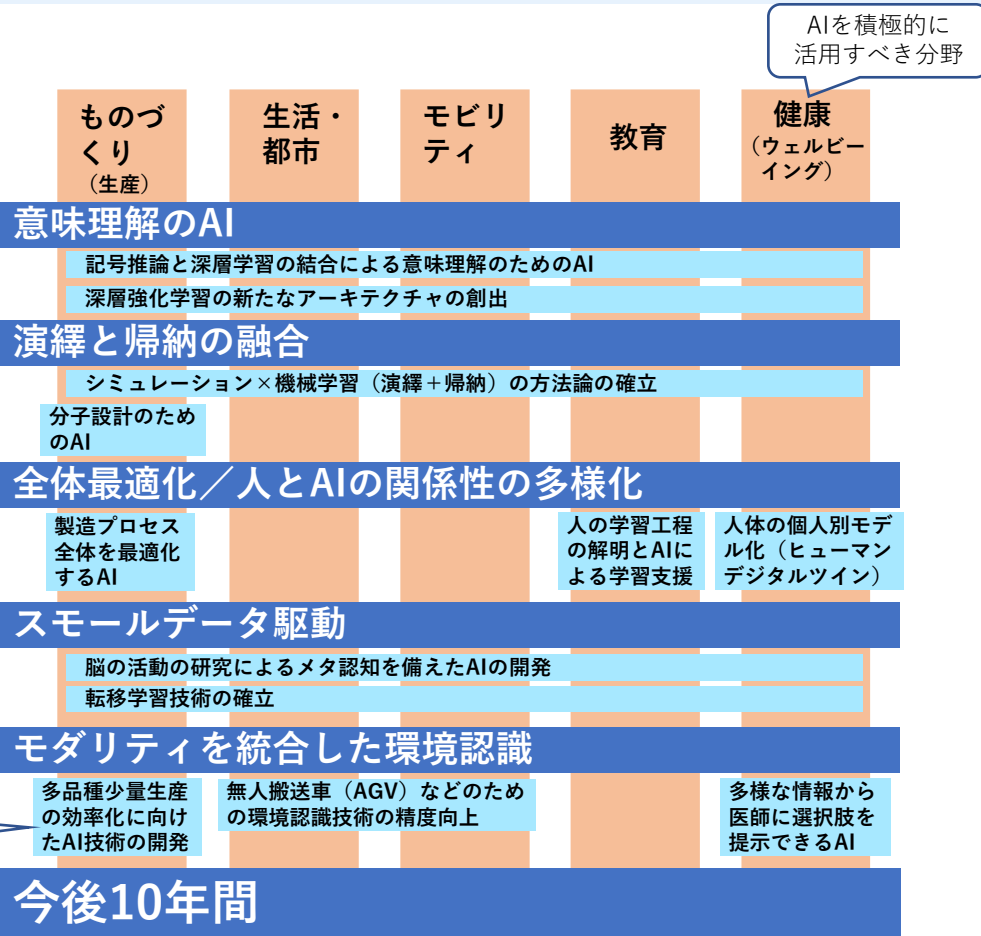 AIを積極的に
活用すべき分野
ものづ
くり
（生産）
生活・
都市
モビリ
ティ
教育
健康
（ウェルビー
イング）
意味理解のAI
記号推論と深層学習の結合による意味理解のためのAI
深層強化学習の新たなアーキテクチャの創出
演繹と帰納の融合
シミュレーション×機械学習（演繹＋帰納）の方法論の確立
分子設計のため
のAI
全体最適化／人とAIの関係性の多様化
製造プロセス
全体を最適化
するAI
人の学習工程
の解明とAIに
よる学習支援
人体の個人別モデ
ル化（ヒューマン
デジタルツイン）
スモールデータ駆動
脳の活動の研究によるメタ認知を備えたAIの開発
転移学習技術の確立
モダリティを統合した環境認識
多品種少量生産
の効率化に向け
たAI技術の開発
無人搬送車（AGV）などのため
の環境認識技術の精度向上
多様な情報から
医師に選択肢を
提示できるAI
今後10年間